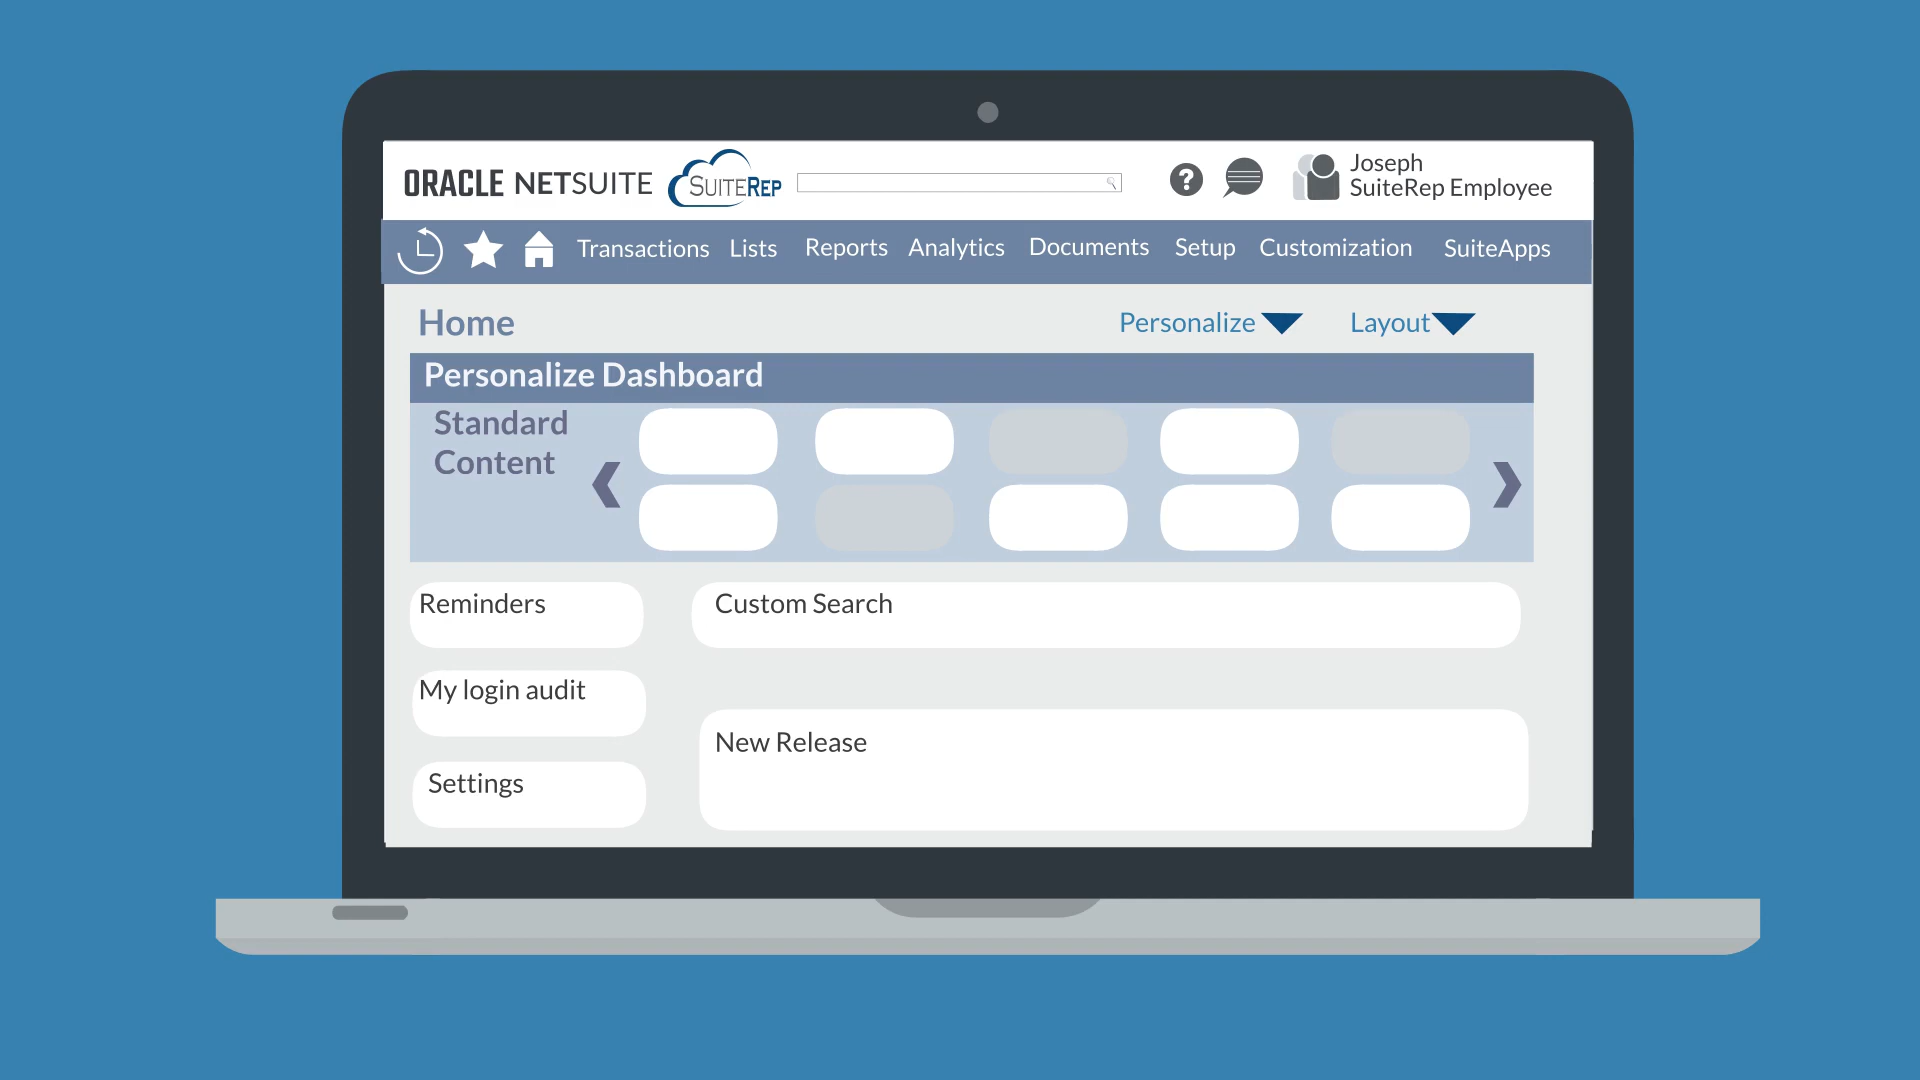 ORACLE NETSUITE
SUITEREP
?
Joseph
SuiteRep Employee
Transactions Lists Reports Analytics Documents Setup Customization SuiteApps
Home
Personalize
Layout
Personalize Dashboard
Standard
Content
Reminders
Custom Search
My login audit
New Release
Settings